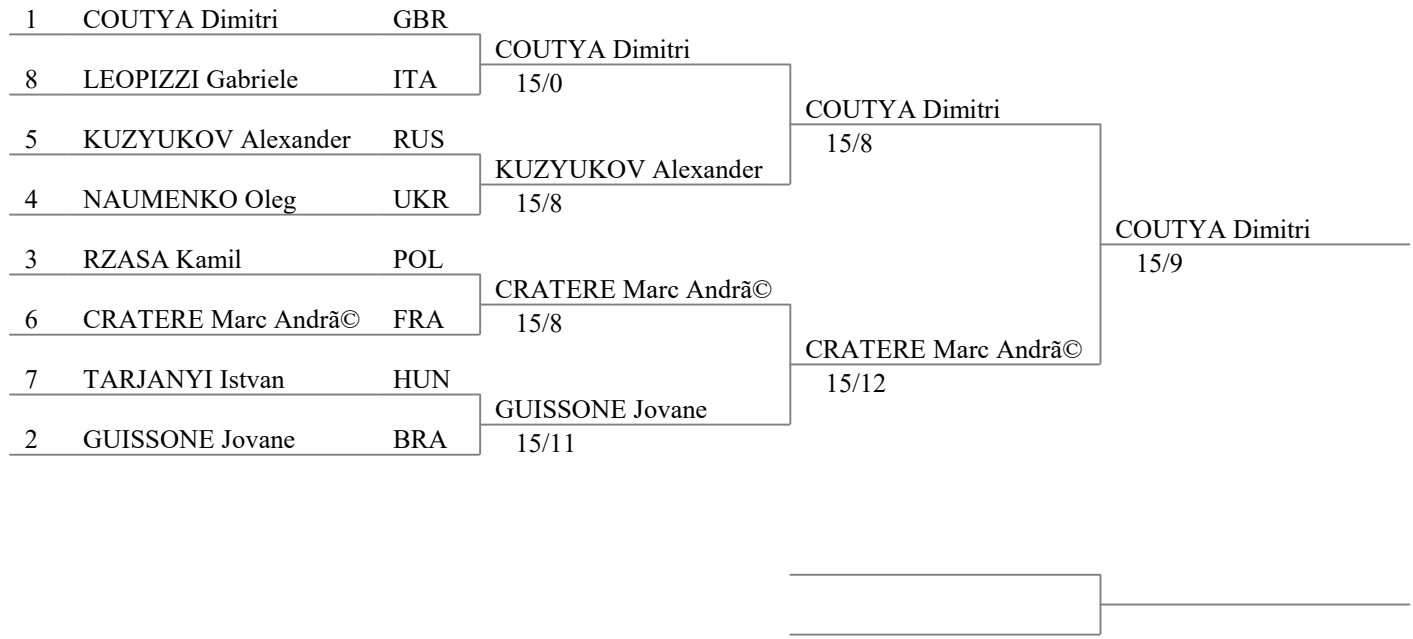 1 COUTYA Dimitri GBR
COUTYA Dimitri
8 LEOPIZZI Gabriele ITA
15/0
COUTYA Dimitri
5 KUZYUKOV Alexander RUS
15/8
KUZYUKOV Alexander
4 NAUMENKO Oleg UKR
15/8
COUTYA Dimitri
3 RZASA Kamil POL
15/9
CRATERE Marc Andrã©
6 CRATERE Marc Andrã© FRA
15/8
CRATERE Marc Andrã©
7 TARJANYI Istvan HUN
15/12
GUISSONE Jovane
2 GUISSONE Jovane BRA
15/11